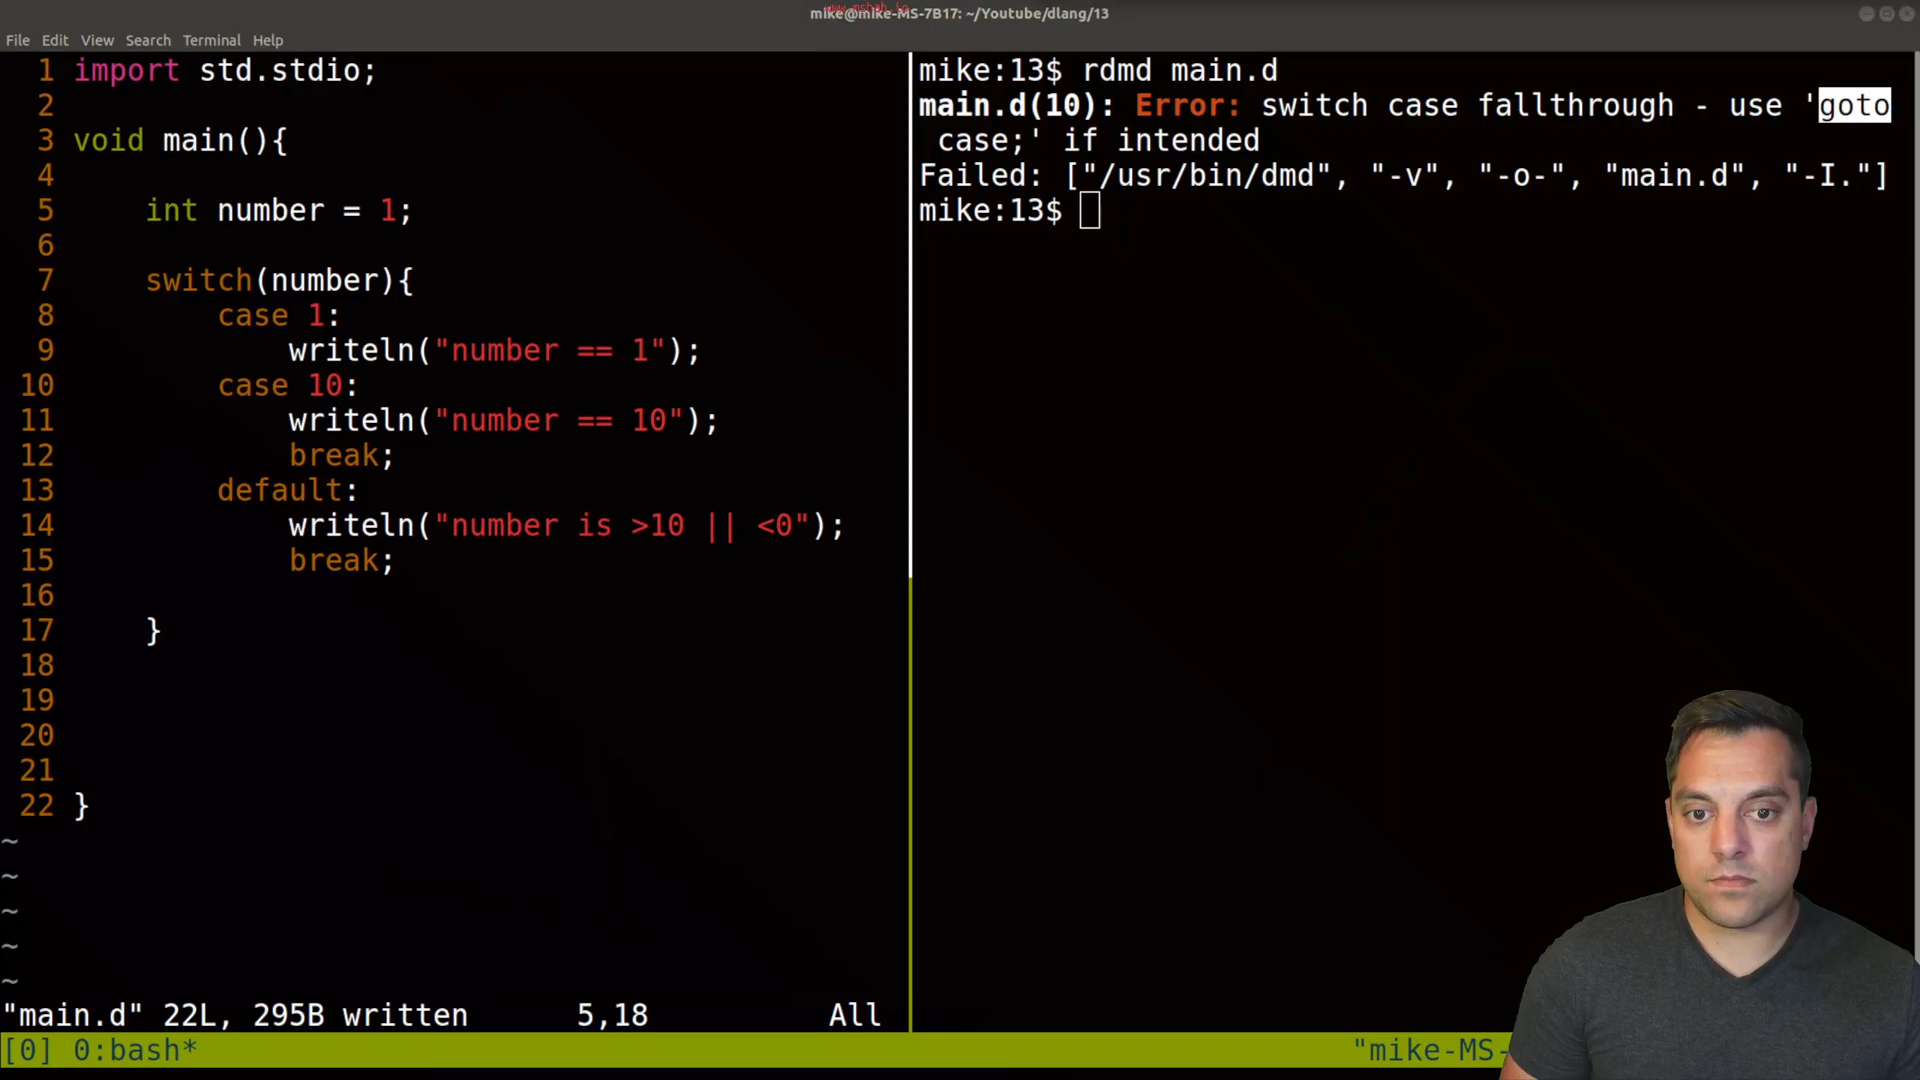 www.mshah.io
mike@mike-MS-7B17: ~/Youtube/dlang/13
File Edit View Search Terminal Help
1 import std.stdio;
2
3 void main(){
4
5 int number = 1;
6
7 switch(number){
8 case 1:
9 writeln("number == 1");
10 case 10:
11 writeln("number == 10");
12 break;
13 default:
14 writeln("number is >10 || <0");
15 break;
16
17 }
18
19
20
21
22 }
~
~
~
~
~
"main.d" 22L, 295B written 5,18 All
mike:13$ rdmd main.d
main.d(10): Error: switch case fallthrough - use 'goto
case;' if intended
Failed: ["/usr/bin/dmd", "-v", "-o-", "main.d", "-I."]
mike:13$
[0] 0:bash* "mike-MS-